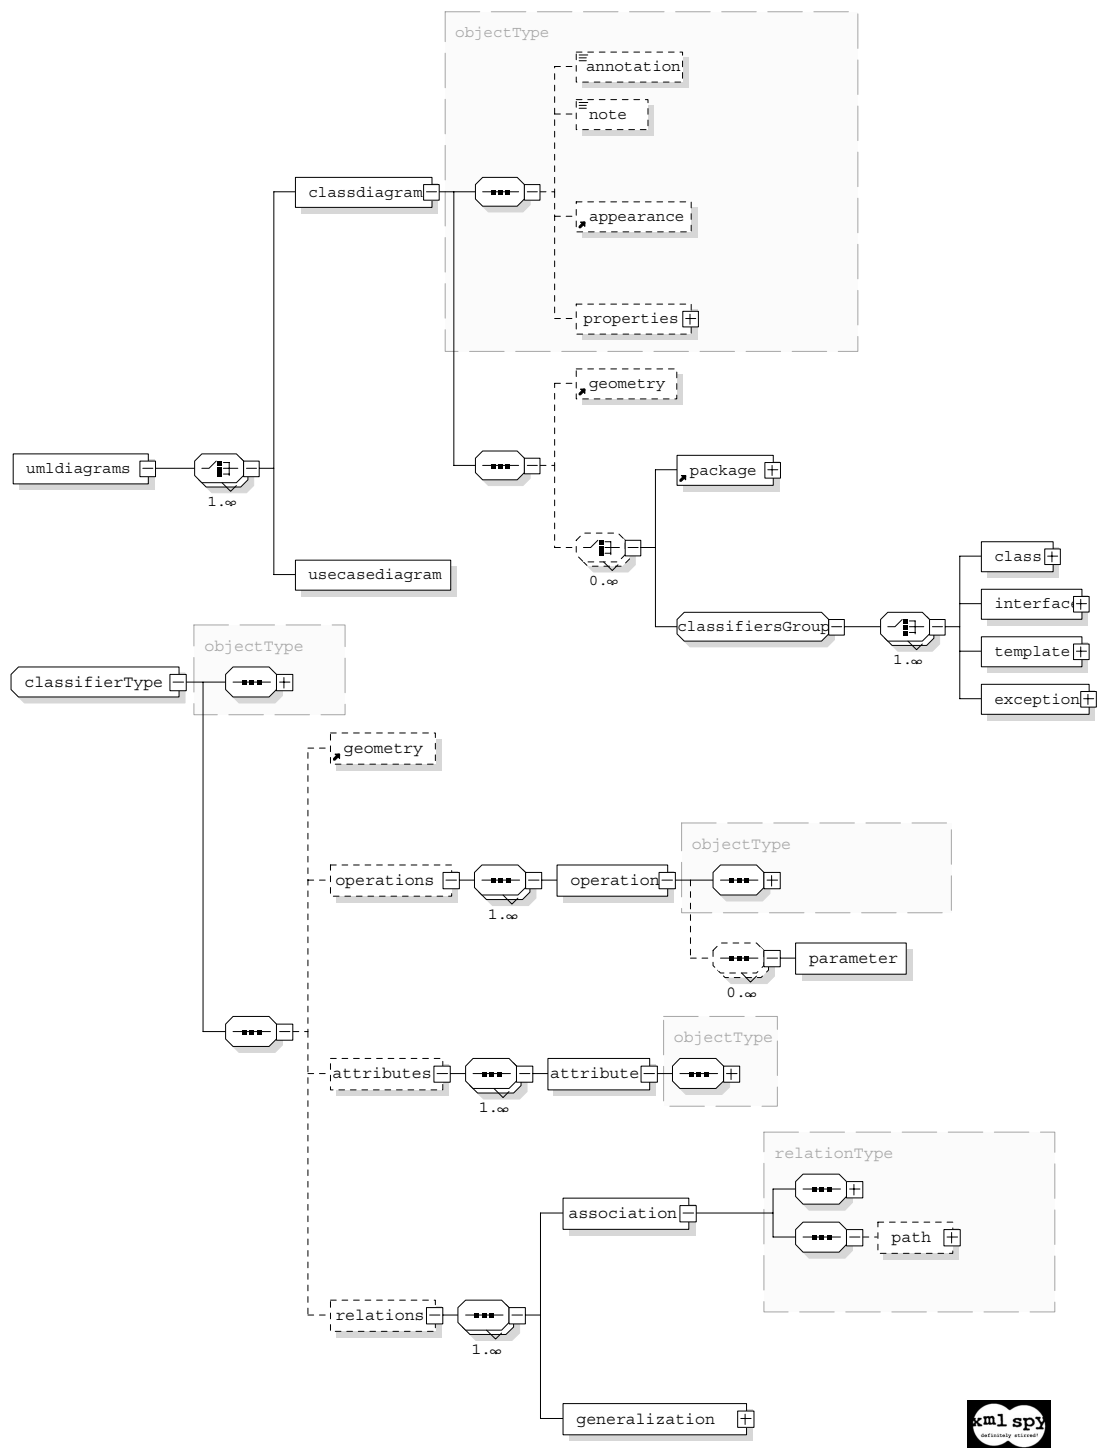 objectType
annotation
note
classdiagram
appearance
properties
geometry
umldiagrams
1.∞
package
0.∞
usecasediagram
classifiersGroup
1.∞
class
interfac
template
exception
objectType
classifierType
geometry
objectType
operations
1.∞
operation
0.∞
parameter
objectType
attributes
1.∞
attribute
relationType
association
path
relations
1.∞
generalization
xml spy
definitely stirred!